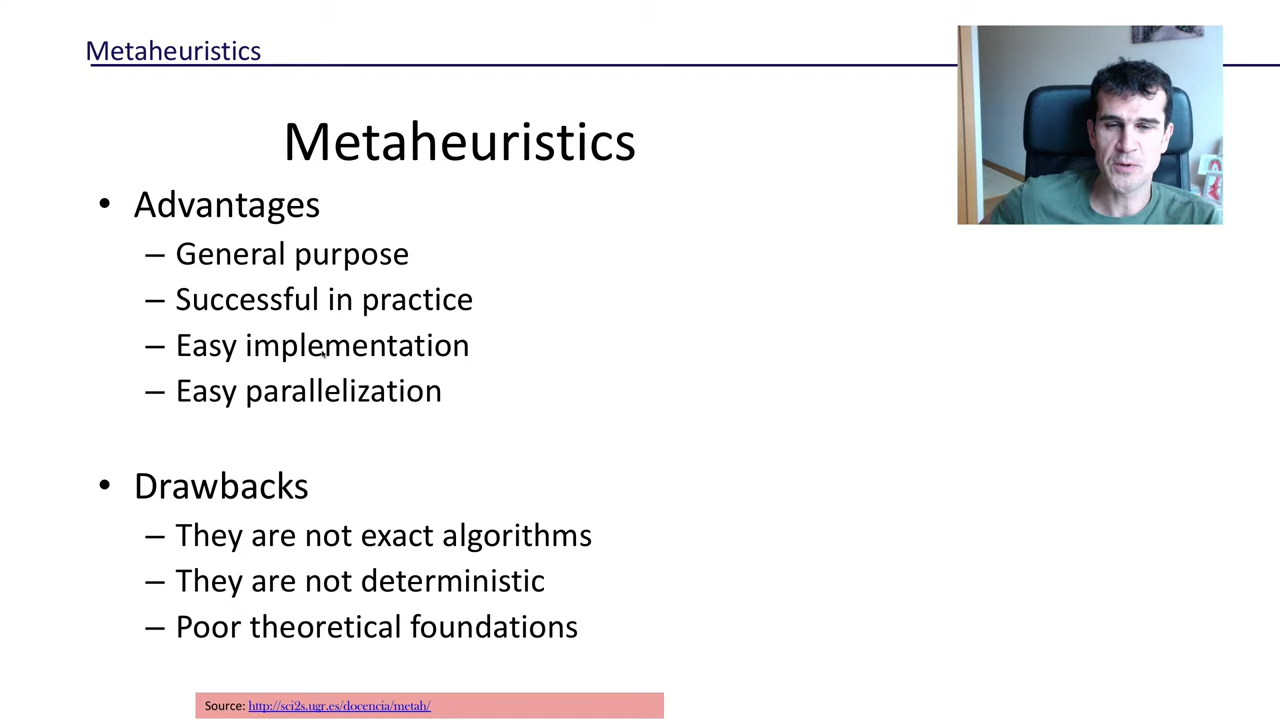 Metaheuristics
Metaheuristics
• Advantages
– General purpose
– Successful in practice
– Easy implementation
– Easy parallelization
• Drawbacks
– They are not exact algorithms
– They are not deterministic
– Poor theoretical foundations
Source: http://sci2s.ugr.es/docencia/metah/